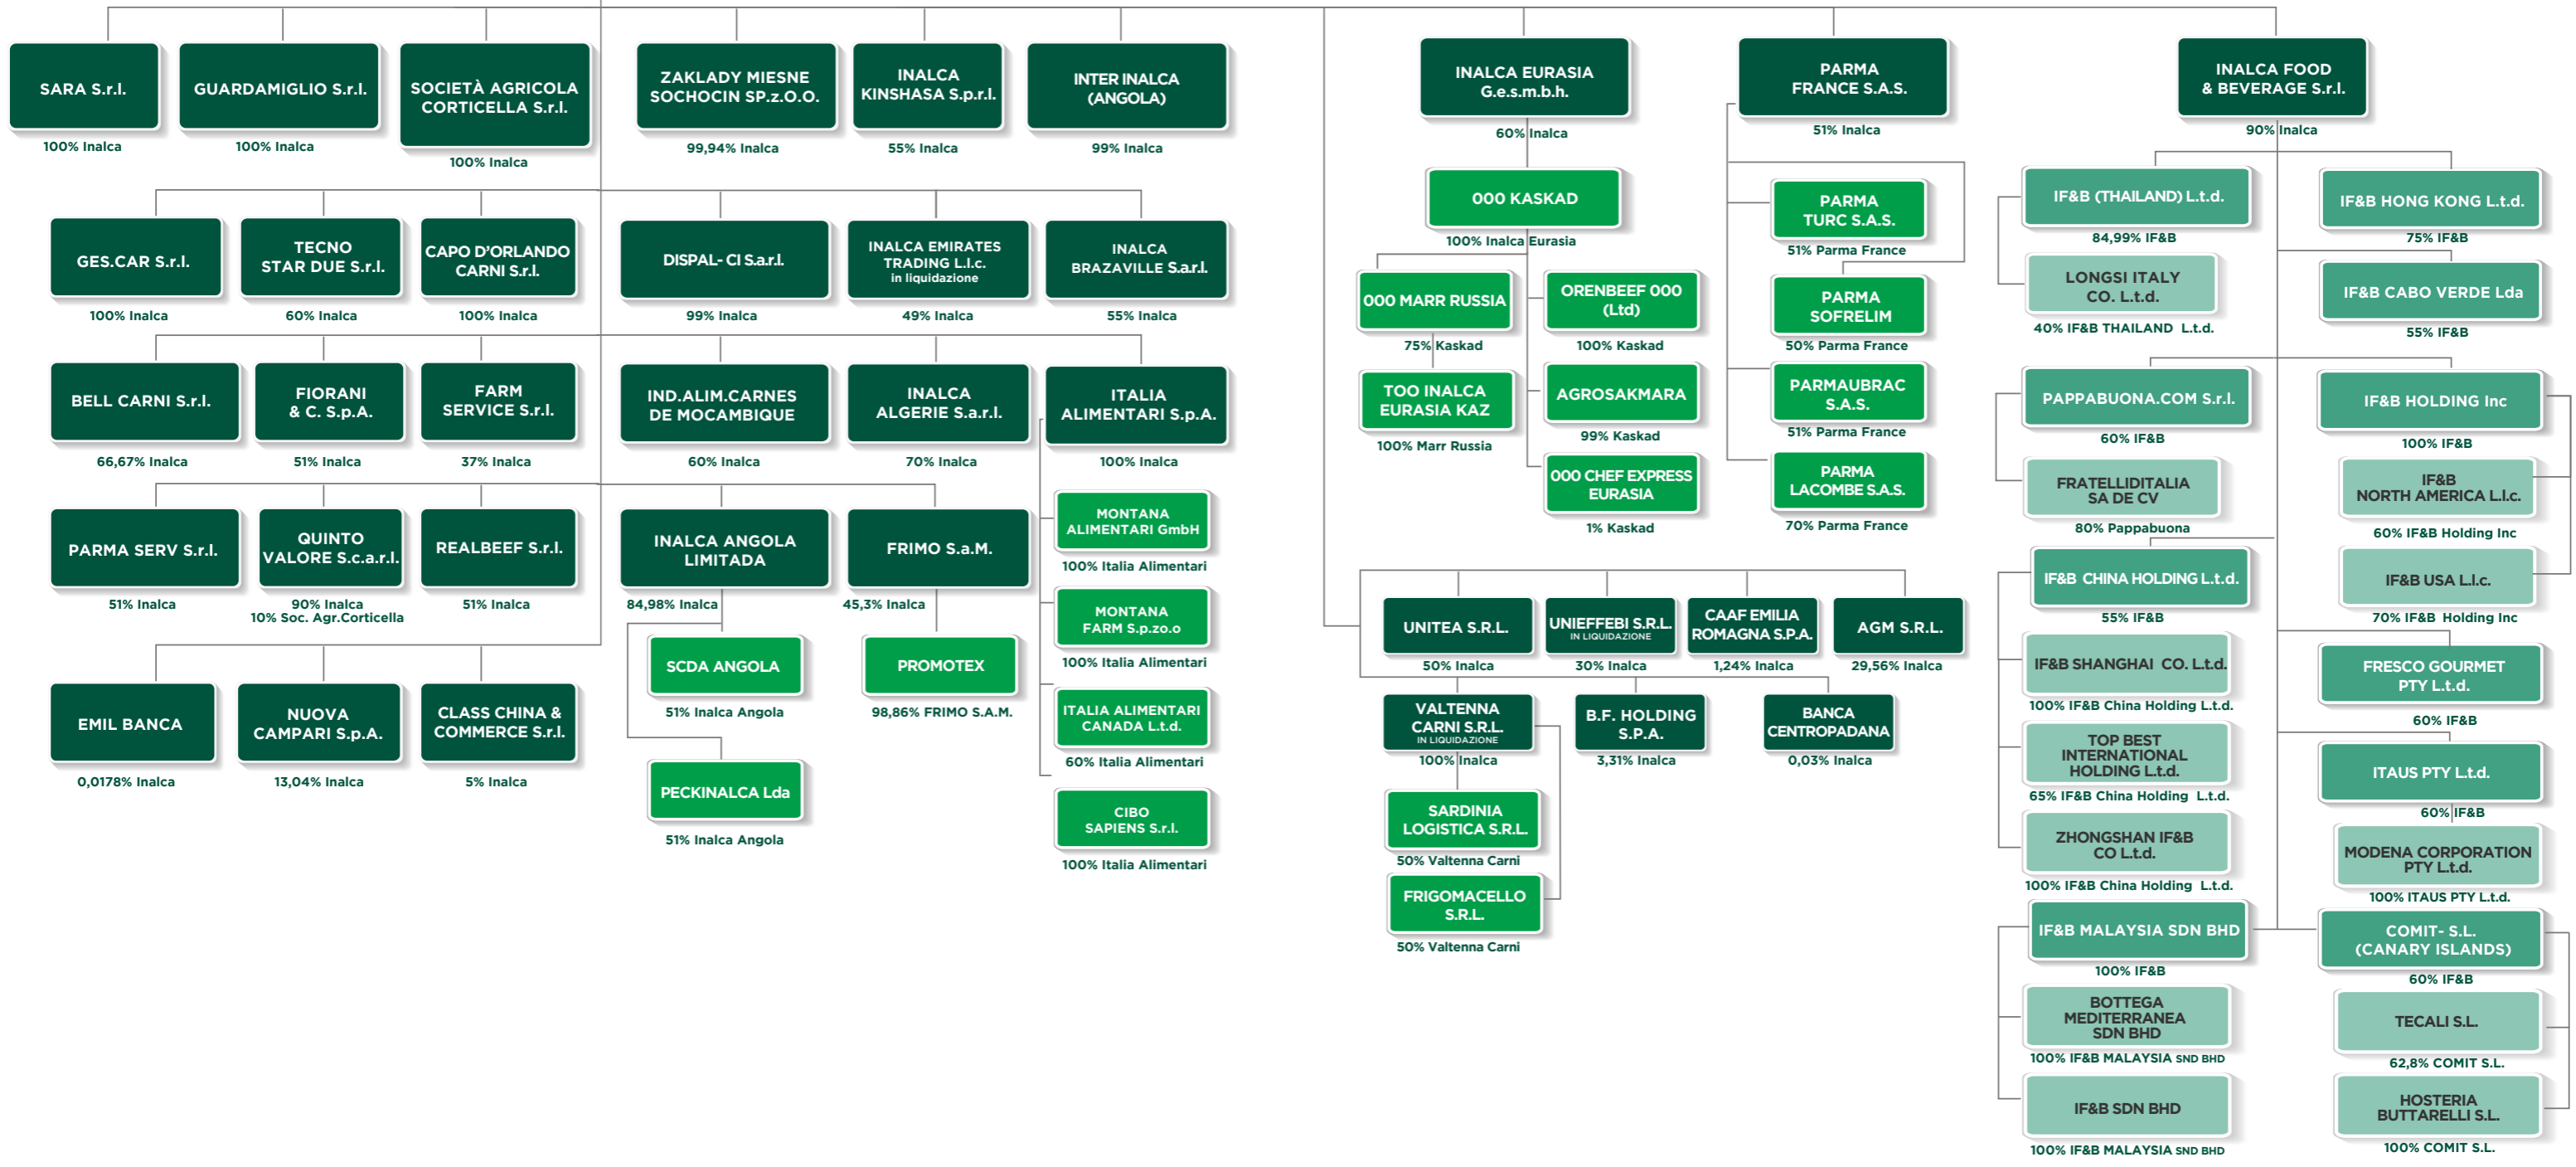 SARA S.r.l.
100% Inalca
GUARDAMIGLIO S.r.l.
100% Inalca
SOCIETÀ AGRICOLA
CORTICELLA S.r.l.
100% Inalca
ZAKLADY MIESNE
SOCHOCIN SP.z.O.O.
99,94% Inalca
INALCA
KINSHASA S.p.r.l.
55% Inalca
INTER INALCA
(ANGOLA)
99% Inalca
GES.CAR S.r.l.
100% Inalca
TECNO
STAR DUE S.r.l.
60% Inalca
CAPO D'ORLANDO
CARNI S.r.l.
100% Inalca
DISPAL- CI S.a.r.l.
99% Inalca
INALCA EMIRATES
TRADING L.l.c.
in liquidazione
49% Inalca
INALCA
BRAZAVILLE S.a.r.l.
55% Inalca
BELL CARNI S.r.l.
66,67% Inalca
FIORANI
& C. S.p.A.
51% Inalca
FARM
SERVICE S.r.l.
37% Inalca
IND.ALIM.CARNES
DE MOCAMBIQUE
60% Inalca
INALCA
ALGERIE S.a.r.l.
70% Inalca
ITALIA
ALIMENTARI S.p.A.
100% Inalca
PARMA SERV S.r.l.
51% Inalca
QUINTO
VALORE S.c.a.r.l.
90% Inalca
10% Soc. Agr.Corticella
REALBEEF S.r.l.
51% Inalca
INALCA ANGOLA
LIMITADA
84,98% Inalca
FRIMO S.a.M.
45,3% Inalca
MONTANA
ALIMENTARI GmbH
100% Italia Alimentari
MONTANA
FARM S.p.zo.o
100% Italia Alimentari
ITALIA ALIMENTARI
CANADA L.t.d.
60% Italia Alimentari
CIBO
SAPIENS S.r.l.
100% Italia Alimentari
SCDA ANGOLA
51% Inalca Angola
PECKINALCA Lda
51% Inalca Angola
PROMOTEX
98,86% FRIMO S.A.M.
EMIL BANCA
0,0178% Inalca
NUOVA
CAMPARI S.p.A.
13,04% Inalca
CLASS CHINA &
COMMERCE S.r.l.
5% Inalca
INALCA EURASIA
G.e.s.m.b.h.
60% Inalca
000 KASKAD
100% Inalca Eurasia
000 MARR RUSSIA
75% Kaskad
TOO INALCA
EURASIA KAZ
100% Marr Russia
ORENBEEF 000
(Ltd)
100% Kaskad
AGROSAKMARA
99% Kaskad
000 CHEF EXPRESS
EURASIA
1% Kaskad
PARMA
FRANCE S.A.S.
51% Inalca
PARMA
TURC S.A.S.
51% Parma France
PARMA
SOFRELIM
50% Parma France
PARMAUBRAC
S.A.S.
51% Parma France
PARMA
LACOMBE S.A.S.
70% Parma France
UNITEA S.R.L.
50% Inalca
UNIEFFEBI S.R.L.
IN LIQUIDAZIONE
30% Inalca
CAAF EMILIA
ROMAGNA S.P.A.
1,24% Inalca
AGM S.R.L.
29,56% Inalca
VALTENNA
CARNI S.R.L.
IN LIQUIDAZIONE
100% Inalca
B.F. HOLDING
S.P.A.
3,31% Inalca
BANCA
CENTROPADANA
0,03% Inalca
SARDINIA
LOGISTICA S.R.L.
50% Valtenna Carni
FRIGOMACELLO
S.R.L.
50% Valtenna Carni
INALCA FOOD
& BEVERAGE S.r.l.
90% Inalca
IF&B (THAILAND) L.t.d.
84,99% IF&B
LONGSI ITALY
CO. L.t.d.
40% IF&B THAILAND L.t.d.
IF&B HONG KONG L.t.d.
75% IF&B
IF&B CABO VERDE Lda
55% IF&B
PAPPABUONA.COM S.r.l.
60% IF&B
FRATELLIDITALIA
SA DE CV
80% Pappabuona
IF&B HOLDING Inc
100% IF&B
IF&B
NORTH AMERICA L.l.c.
60% IF&B Holding Inc
IF&B USA L.l.c.
70% IF&B Holding Inc
IF&B CHINA HOLDING L.t.d.
55% IF&B
IF&B SHANGHAI CO. L.t.d.
100% IF&B China Holding L.t.d.
TOP BEST
INTERNATIONAL
HOLDING L.t.d.
65% IF&B China Holding L.t.d.
ZHONGSHAN IF&B
CO L.t.d.
100% IF&B China Holding L.t.d.
FRESCO GOURMET
PTY L.t.d.
60% IF&B
ITAUS PTY L.t.d.
60% IF&B
MODENA CORPORATION
PTY L.t.d.
100% ITAUS PTY L.t.d.
IF&B MALAYSIA SDN BHD
100% IF&B
BOTTEGA
MEDITERRANEA
SDN BHD
100% IF&B MALAYSIA SND BHD
IF&B SDN BHD
100% IF&B MALAYSIA SND BHD
COMIT- S.L.
(CANARY ISLANDS)
60% IF&B
TECALI S.L.
62,8% COMIT S.L.
HOSTERIA
BUTTARELLI S.L.
100% COMIT S.L.